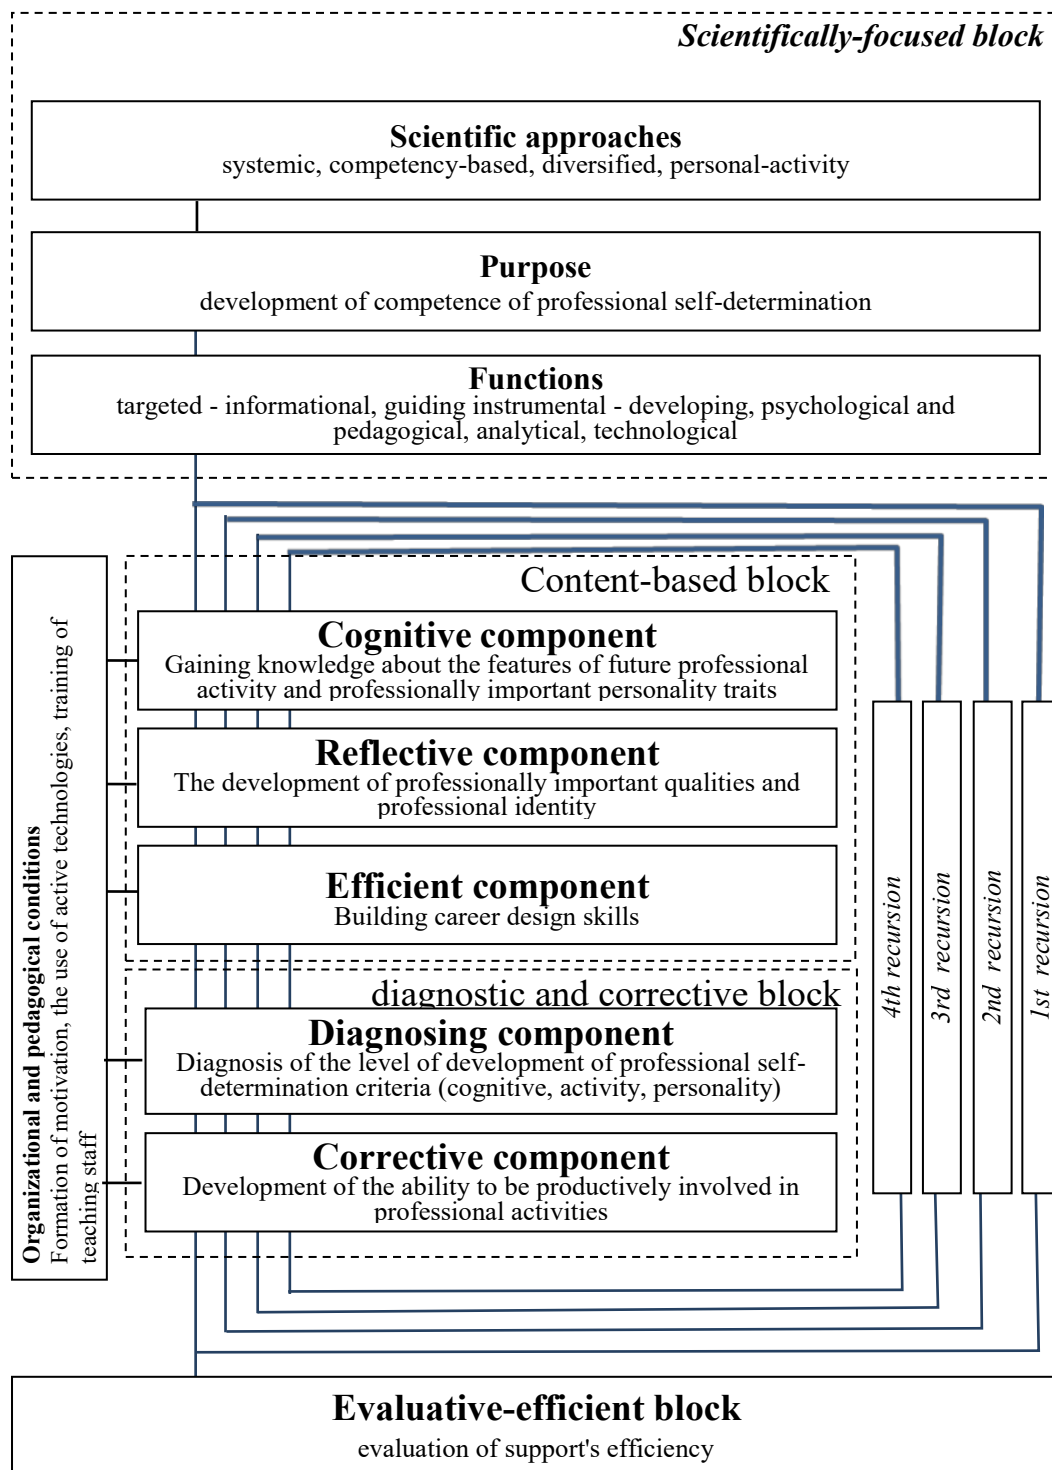 Scientifically-focused block
Scientific approaches
systemic, competency-based, diversified, personal-activity
Purpose
development of competence of professional self-determination
Functions
targeted - informational, guiding instrumental - developing, psychological and
pedagogical, analytical, technological
Organizational and pedagogical conditions
Formation of motivation, the use of active technologies, training of
teaching staff
Content-based block
Cognitive component
Gaining knowledge about the features of future professional
activity and professionally important personality traits
Reflective component
The development of professionally important qualities and
professional identity
Efficient component
Building career design skills
diagnostic and corrective block
Diagnosing component
Diagnosis of the level of development of professional self-
determination criteria (cognitive, activity, personality)
Corrective component
Development of the ability to be productively involved in
professional activities
4th recursion
3rd recursion
2nd recursion
1st recursion
Evaluative-efficient block
evaluation of support's efficiency